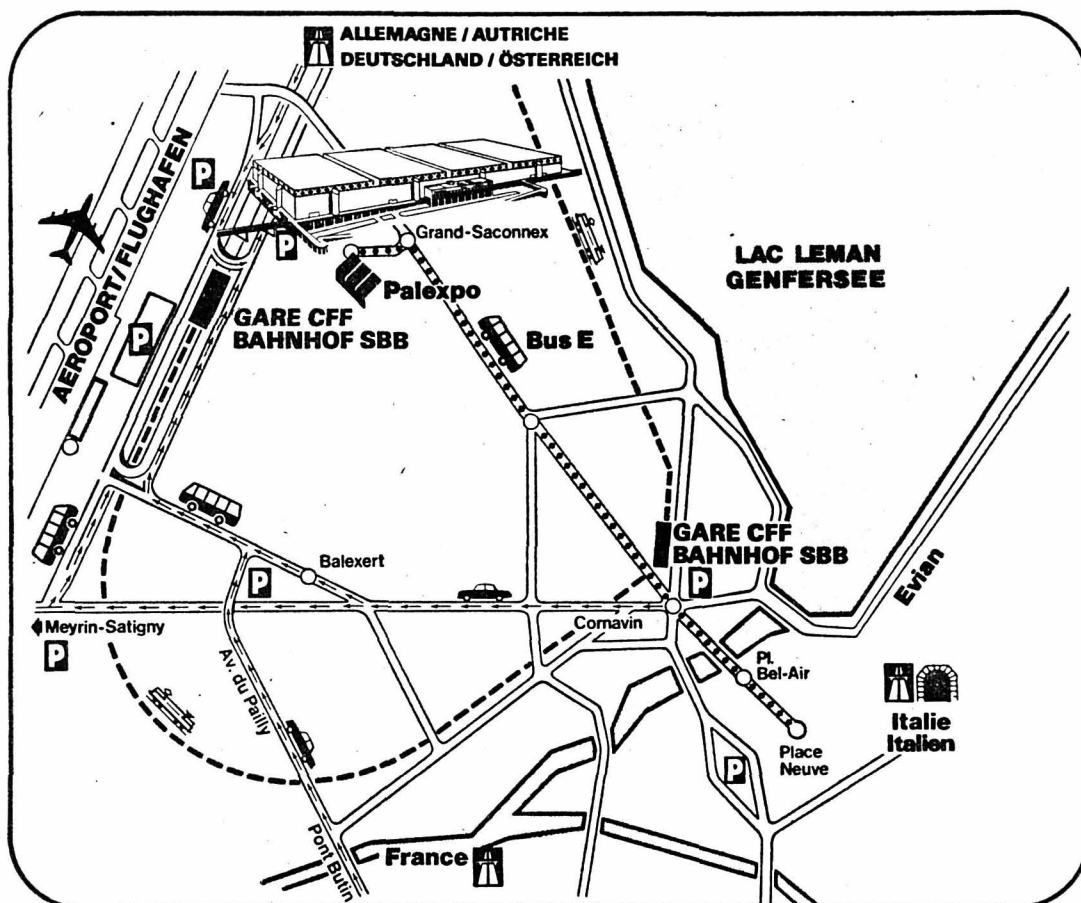 ALLEMAGNE / AUTRICHE
DEUTSCHLAND / ÖSTERREICH
AEROPORT/FLUGHAFEN
P
P
P
Grand-Saconnex
Palexpo
GARE CFF
BAHNHOF SBB
Bus E
LAC LEMAN
GENFERSEE
GARE CFF
BAHNHOF SBB
P
Balexert
P
Evian
Meyrin-Satigny
P
Cornavin
Av. du Pailly
Pl.
Bel-Air
Italie
Italien
Place
Neuve
P
Pont Butin
France